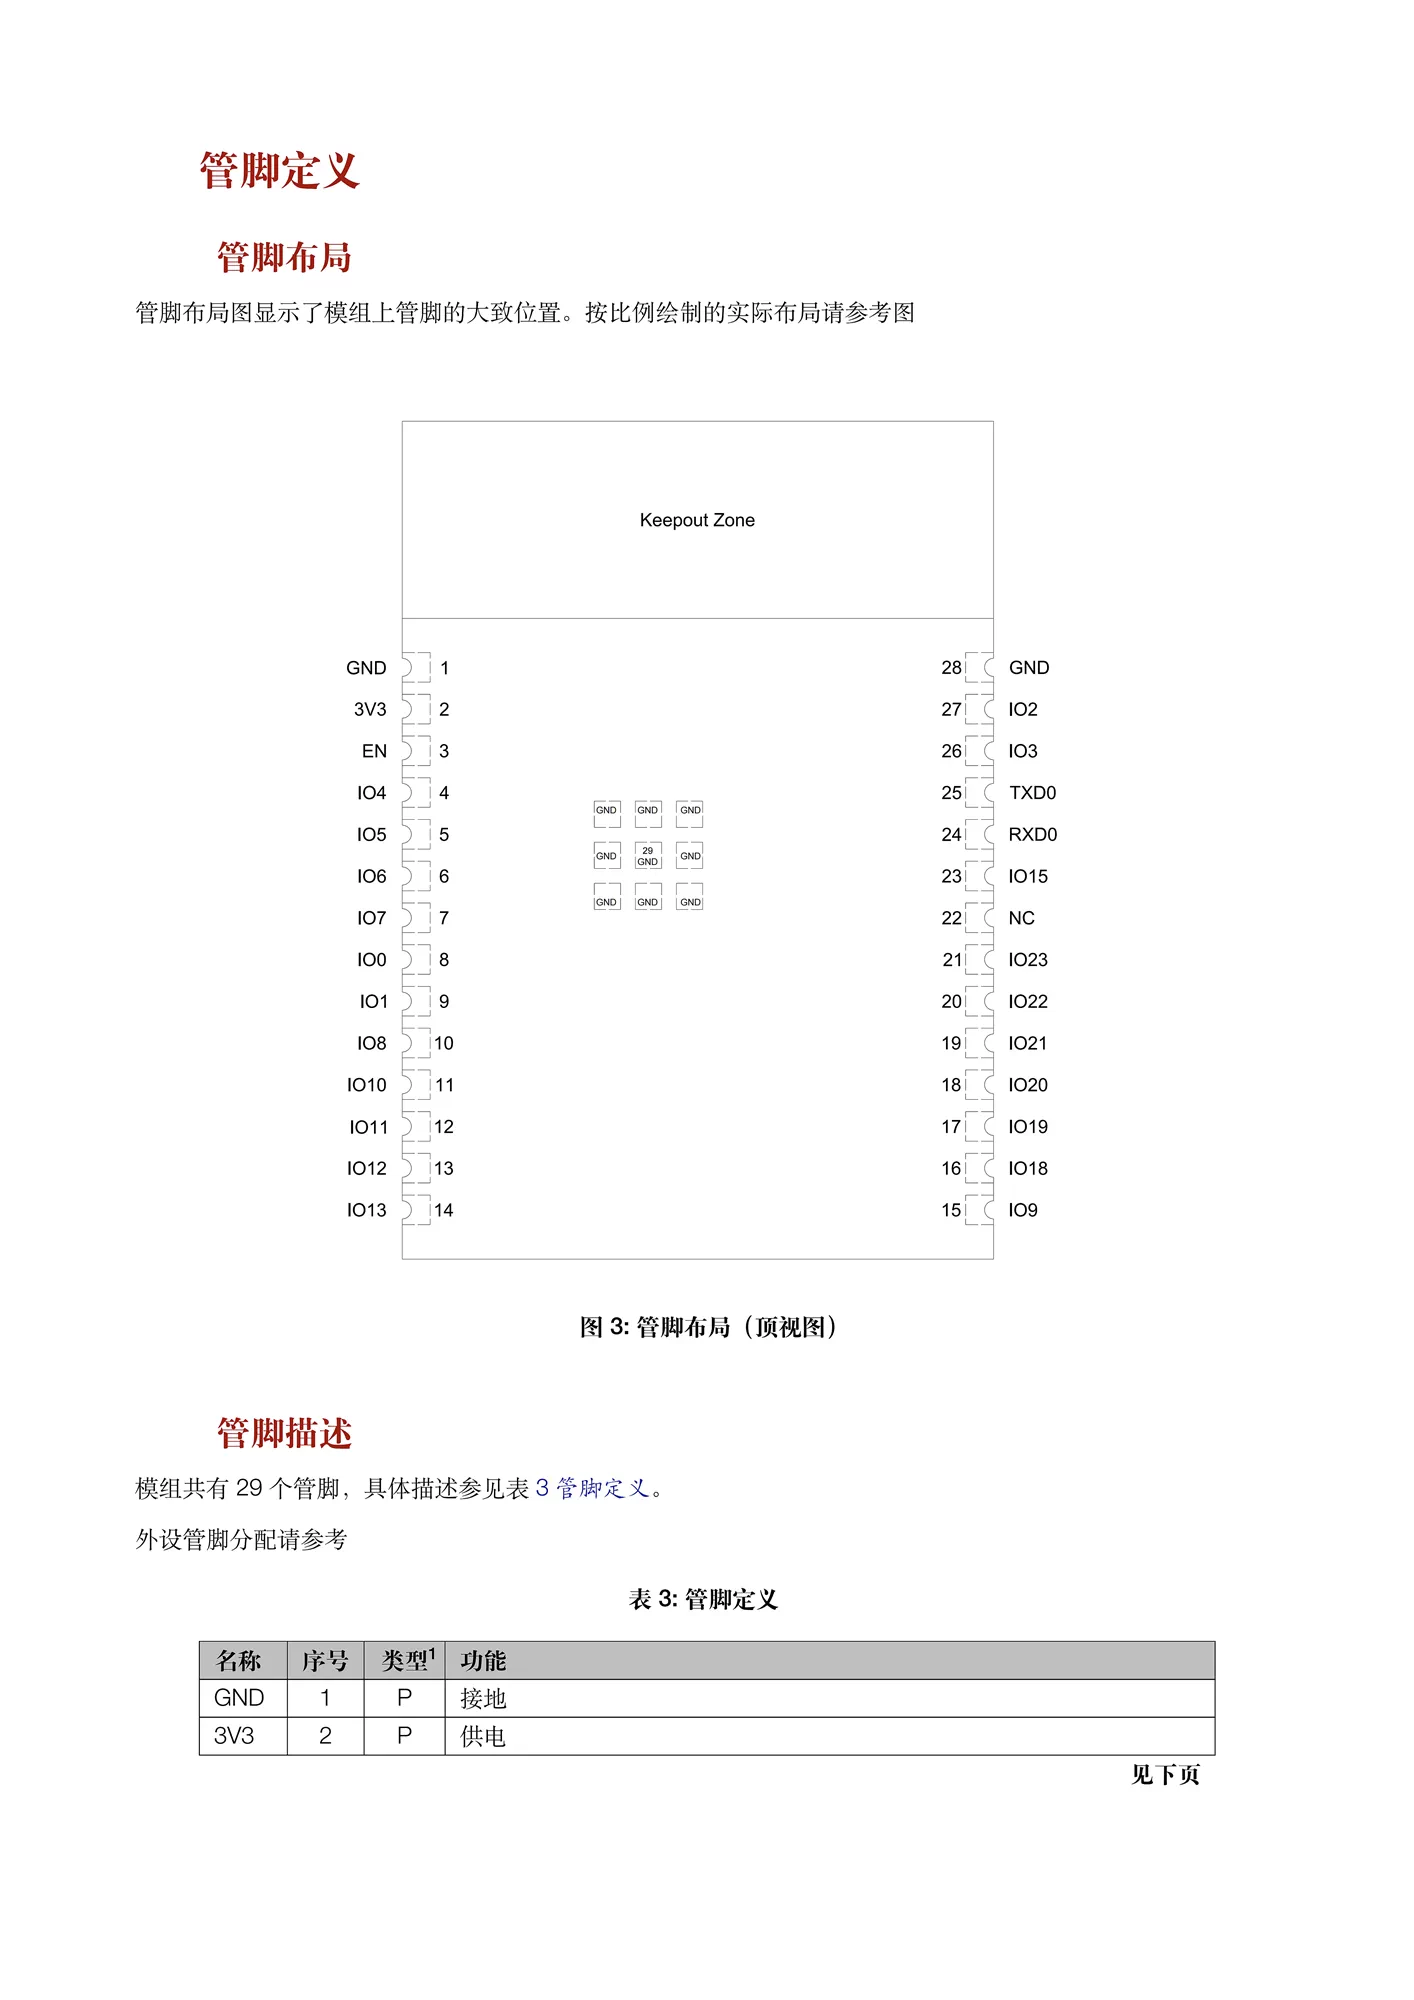 管脚定义
管脚布局
管脚布局图显示了模组上管脚的大致位置。按比例绘制的实际布局请参考图
Keepout Zone
GND 1 28 GND
3V3 2 27 IO2
EN 3 26 IO3
IO4 4 25 TXD0
IO5 5 24 RXD0
IO6 6 23 IO15
IO7 7 22 NC
IO0 8 21 IO23
IO1 9 20 IO22
IO8 10 19 IO21
IO10 11 18 IO20
IO11 12 17 IO19
IO12 13 16 IO18
IO13 14 15 IO9
GND GND GND
GND 29 GND GND
GND GND GND
图 3: 管脚布局（顶视图）
管脚描述
模组共有 29 个管脚，具体描述参见表 3 管脚定义。
外设管脚分配请参考
表 3: 管脚定义
名称 序号 类型1 功能
GND 1 P 接地
3V3 2 P 供电
见下页